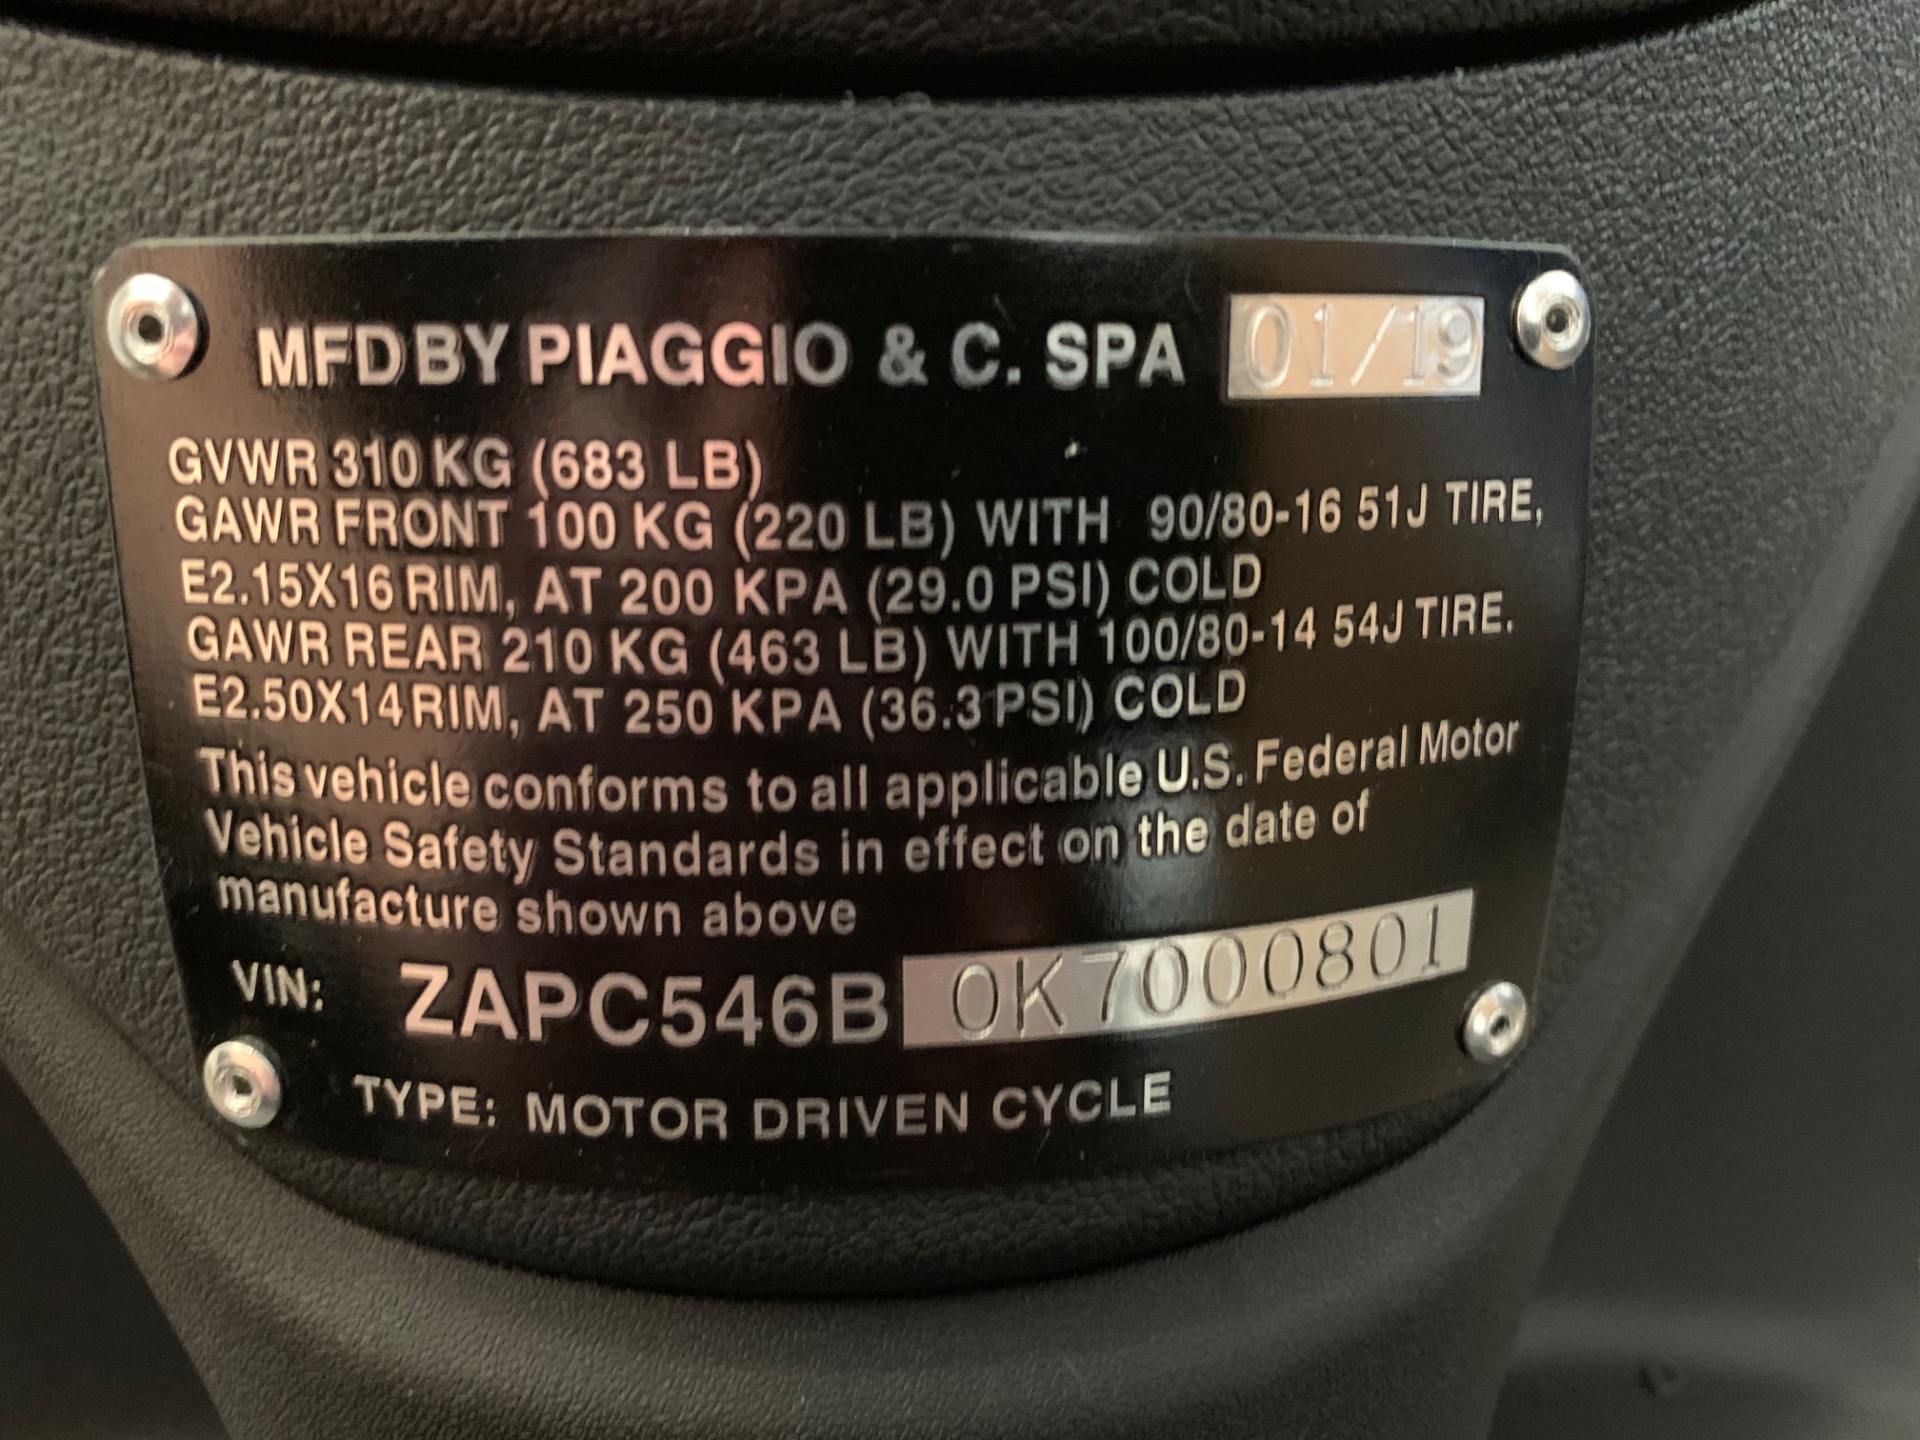 MFD BY PIAGGIO & C. SPA 01/19
GVWR 310 KG (683 LB)
GAWR FRONT 100 KG (220 LB) WITH 90/80-16 51J TIRE,
E2.15X16 RIM, AT 200 KPA (29.0 PSI) COLD
GAWR REAR 210 KG (463 LB) WITH 100/80-14 54J TIRE.
E2.50X14 RIM, AT 250 KPA (36.3 PSI) COLD
This vehicle conforms to all applicable U.S. Federal Motor
Vehicle Safety Standards in effect on the date of
manufacture shown above
VIN: ZAPC546B0K7000801
TYPE: MOTOR DRIVEN CYCLE